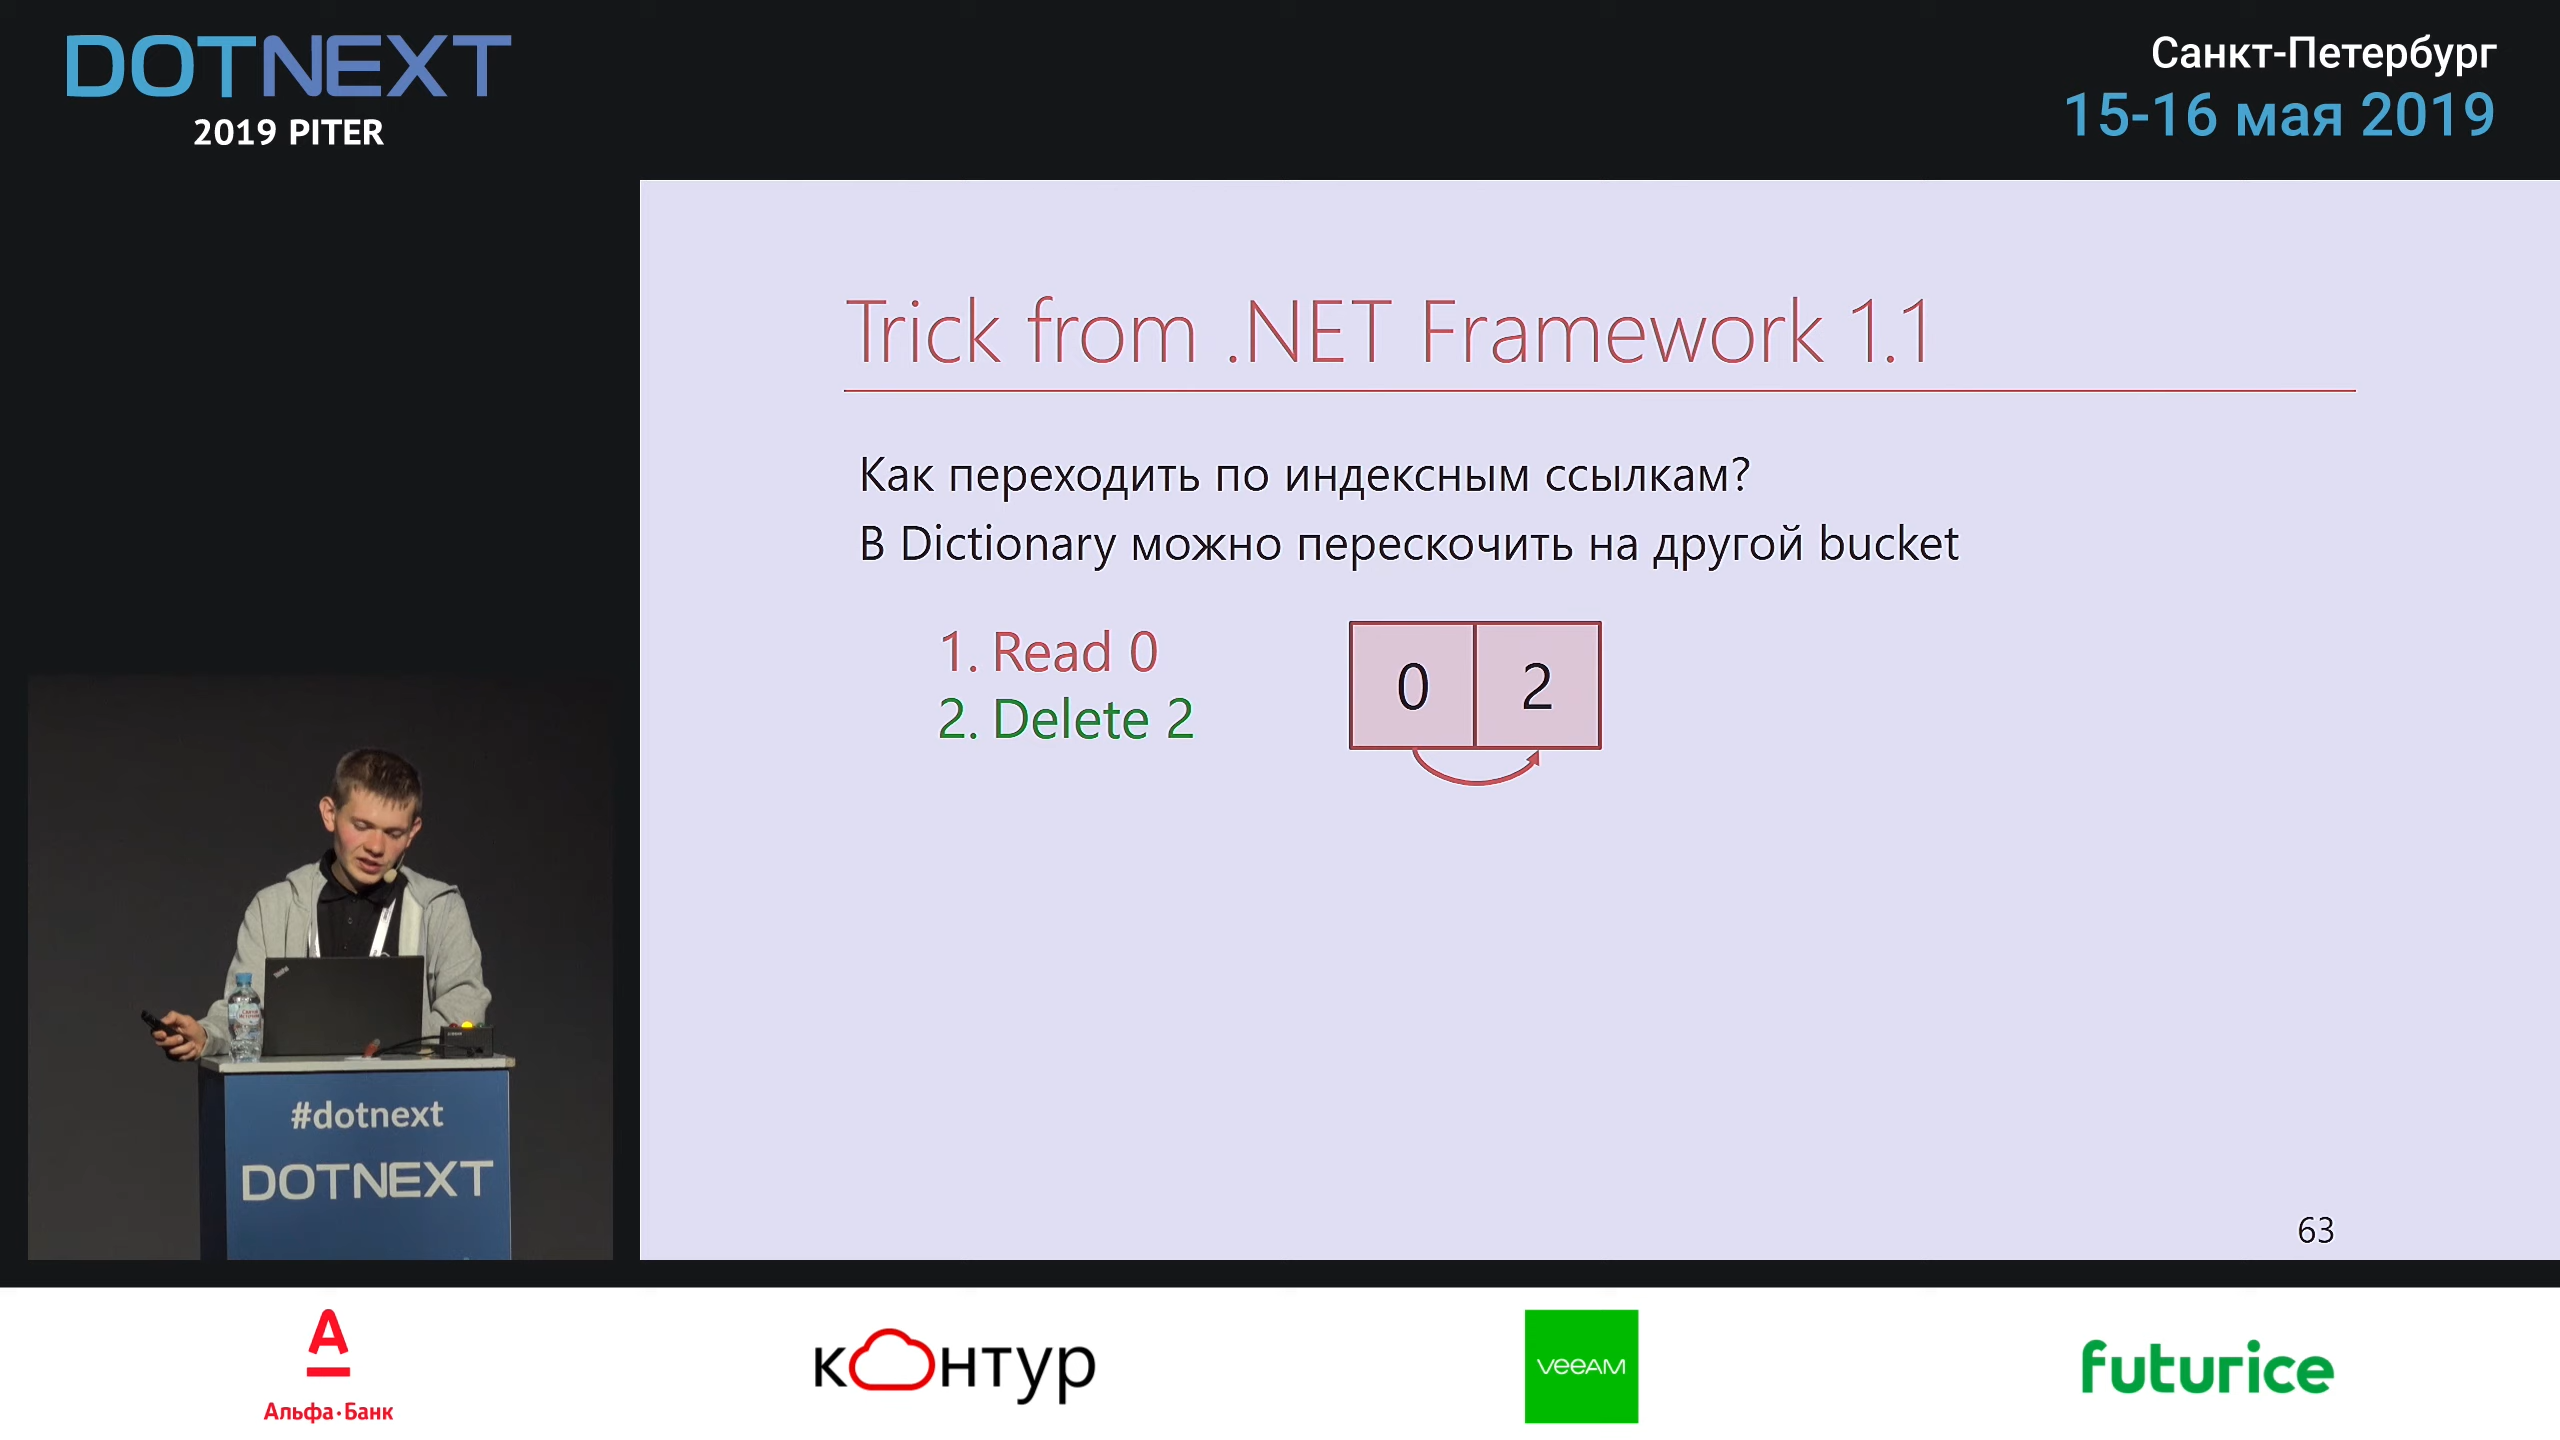 DOTNEXT
2019 PITER
Санкт-Петербург
15-16 мая 2019
Trick from .NET Framework 1.1
Как переходить по индексным ссылкам?
В Dictionary можно перескочить на другой bucket
1. Read 0
2. Delete 2
0 2
63
#dotnext
DOTNEXT
Альфа·Банк
контур
veeam
futurice